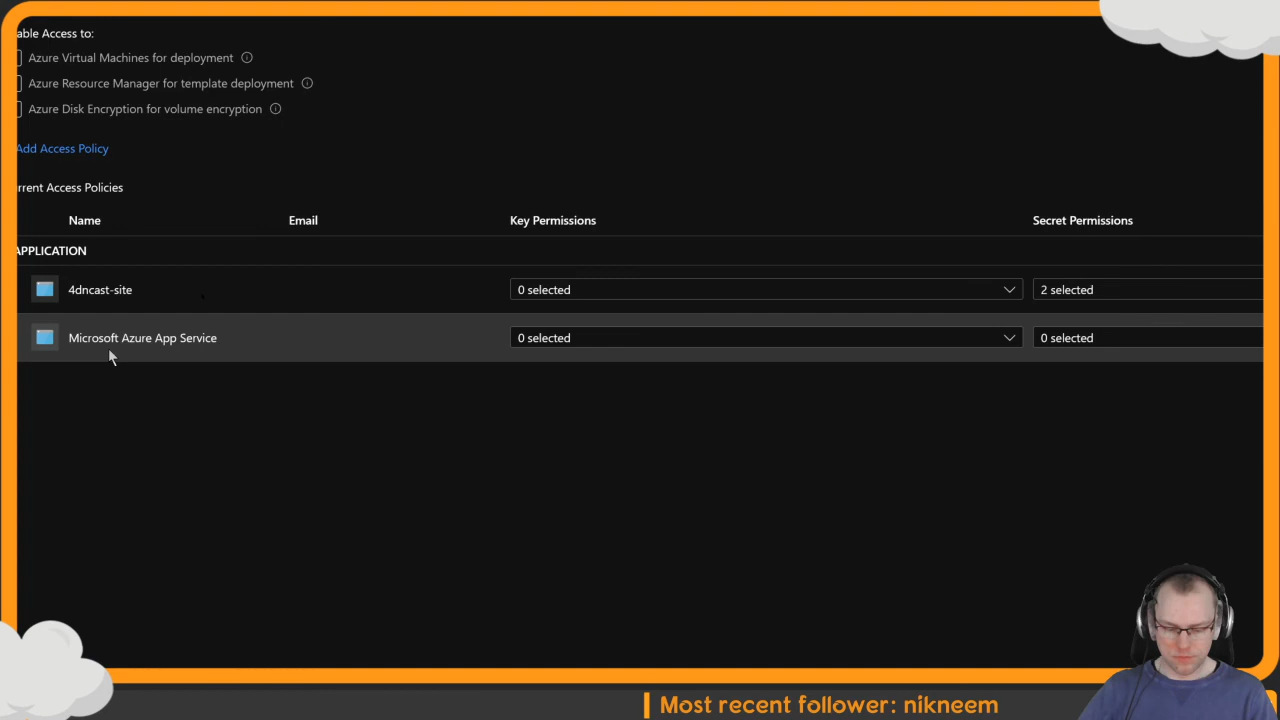 able Access to:
Azure Virtual Machines for deployment
Azure Resource Manager for template deployment
Azure Disk Encryption for volume encryption
Add Access Policy
rrent Access Policies
Name Email Key Permissions Secret Permissions
APPLICATION
4dncast-site 0 selected 2 selected
Microsoft Azure App Service 0 selected 0 selected
Most recent follower: nikneem